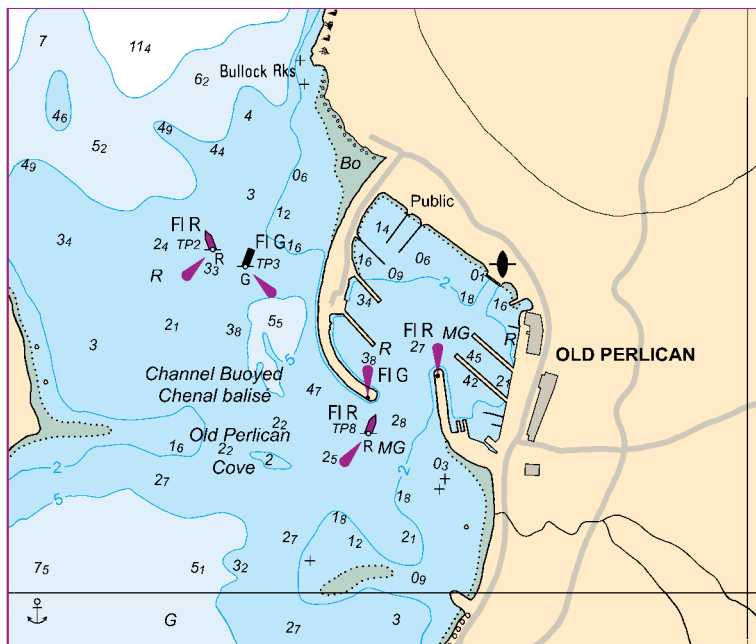 7
11₄
6₂
Bullock Rks
4₆
4₉
4
5₂
4₄
4₉
0₆
Bo
3
Public
1₂
14
3₄
2₄
Fl R
TP2
R
Fl G
TP3
1₆
G
0₆
1₆
0₉
0₁
R
3₃
2
1₈
1₆
3₄
2₁
3₈
5₅
Fl R
MG
R
3
R
2₇
3₈
4₅
5
Channel Buoyed
Chenal balisé
4₇
Fl G
4₂
2₁
OLD PERLICAN
Fl R
TP8
2₈
2₂
R
MG
1₆
Old Perlican
Cove
2₂
2
2₅
2
0₃
2
2₇
5
1₈
1₈
2₇
1₂
2₁
7₅
5₁
3₂
0₉
G
2₇
3